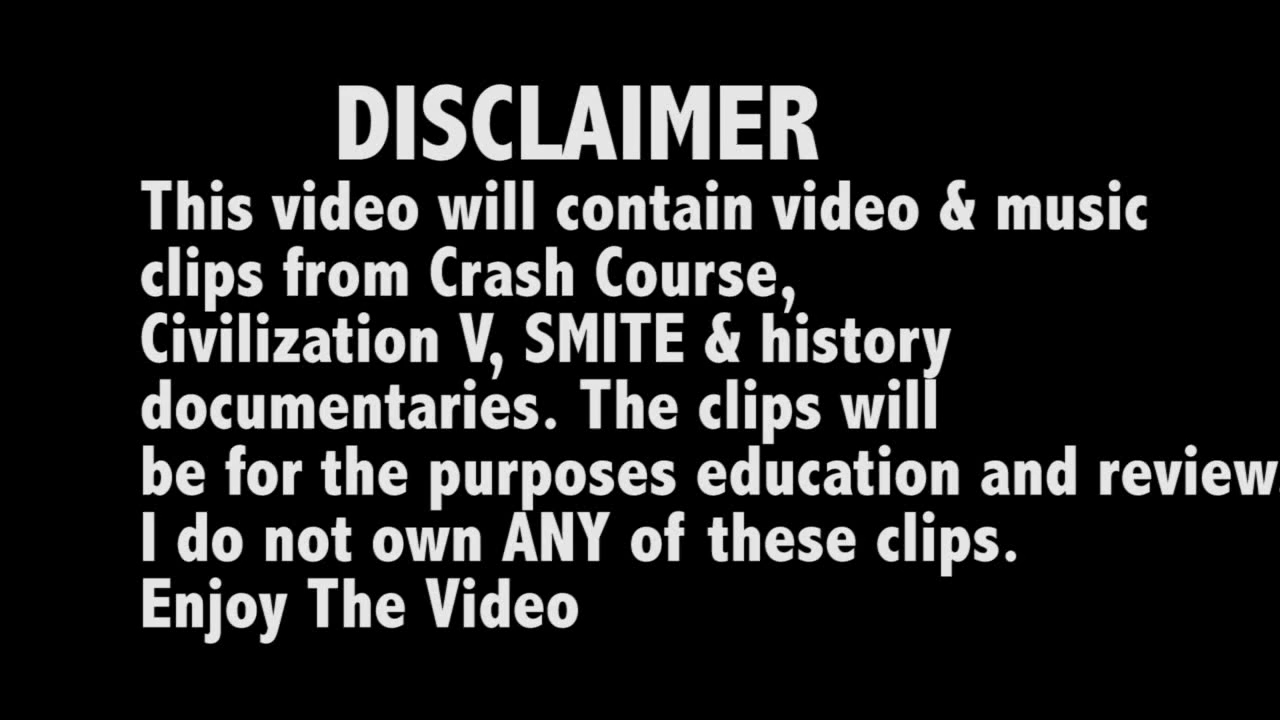 DISCLAIMER
This video will contain video & music
clips from Crash Course,
Civilization V, SMITE & history
documentaries. The clips will
be for the purposes education and review.
I do not own ANY of these clips.
Enjoy The Video